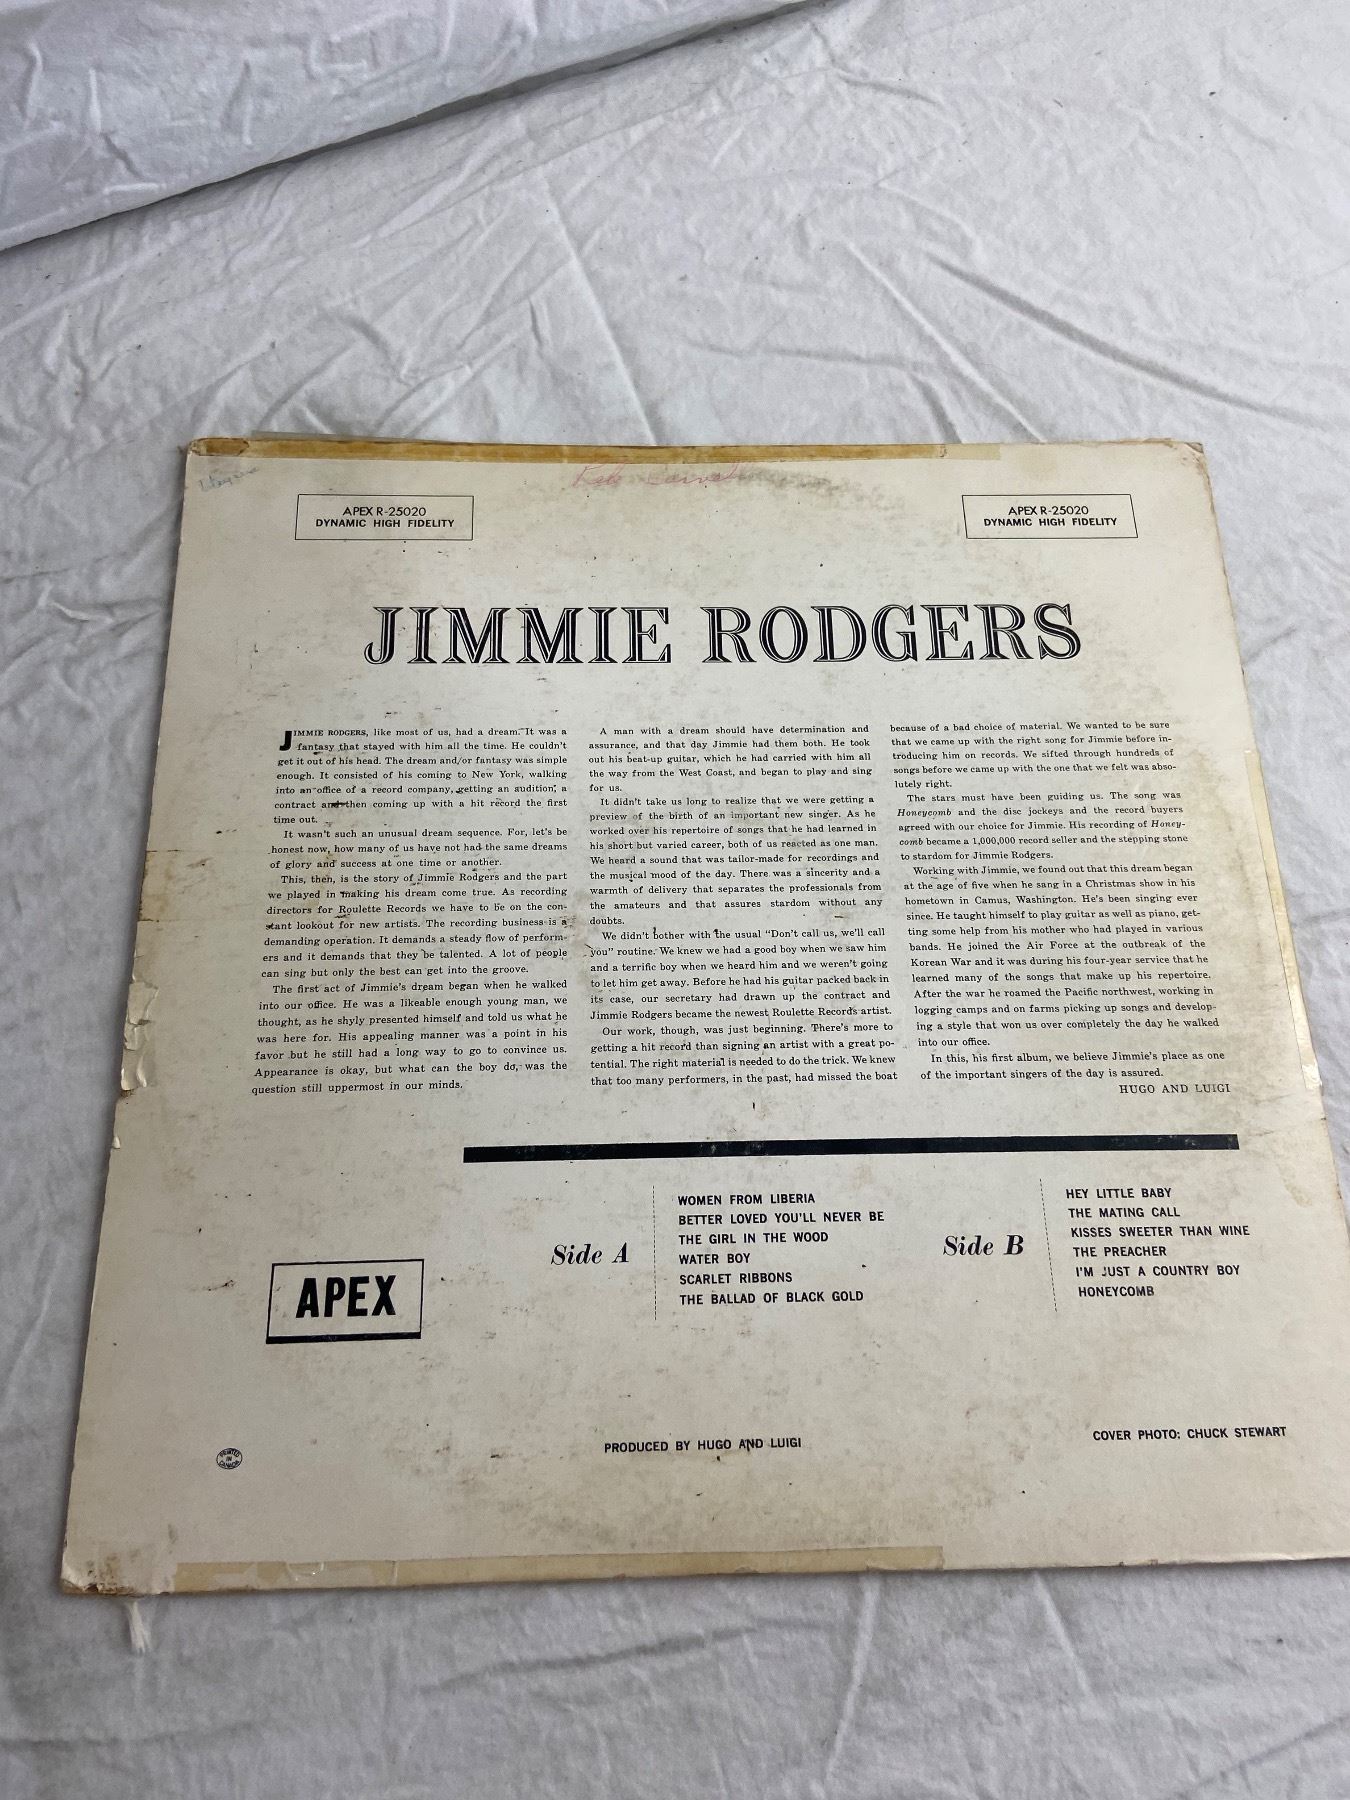 APEX R-25020
DYNAMIC HIGH FIDELITY
APEX R-25020
DYNAMIC HIGH FIDELITY
JIMMIE RODGERS
JIMMIE RODGERS, like most of us, had a dream. It was a
fantasy that stayed with him all the time. He couldn't
get it out of his head. The dream and/or fantasy was simple
enough. It consisted of his coming to New York, walking
into an office of a record company, getting an audition, a
contract and then coming up with a hit record the first
time out.
It wasn't such an unusual dream sequence. For, let's be
honest now, how many of us have not had the same dreams
of glory and success at one time or another.
This, then, is the story of Jimmie Rodgers and the part
we played in making his dream come true. As recording
directors for Roulette Records we have to be on the con-
stant lookout for new artists. The recording business is a
demanding operation. It demands a steady flow of perform-
ers and it demands that they be talented. A lot of people
can sing but only the best can get into the groove.
The first act of Jimmie's dream began when he walked
into our office. He was a likeable enough young man, we
thought, as he shyly presented himself and told us what he
was here for. His appealing manner was a point in his
favor but he still had a long way to go to convince us.
Appearance is okay, but what can the boy do, was the
question still uppermost in our minds.
A man with a dream should have determination and
assurance, and that day Jimmie had them both. He took
out his beat-up guitar, which he had carried with him all
the way from the West Coast, and began to play and sing
for us.
It didn't take us long to realize that we were getting a
preview of the birth of an important new singer. As he
worked over his repertoire of songs that he had learned in
his short but varied career, both of us reacted as one man.
We heard a sound that was tailor-made for recordings and
the musical mood of the day. There was a sincerity and a
warmth of delivery that separates the professionals from
the amateurs and that assures stardom without any
doubts.
We didn't bother with the usual "Don't call us, we'll call
you" routine. We knew we had a good boy when we saw him
and a terrific boy when we heard him and we weren't going
to let him get away. Before he had his guitar packed back in
its case, our secretary had drawn up the contract and
Jimmie Rodgers became the newest Roulette Records artist.
Our work, though, was just beginning. There's more to
getting a hit record than signing an artist with a great po-
tential. The right material is needed to do the trick. We knew
that too many performers, in the past, had missed the boat
because of a bad choice of material. We wanted to be sure
that we came up with the right song for Jimmie before in-
troducing him on records. We sifted through hundreds of
songs before we came up with the one that we felt was abso-
lutely right.
The stars must have been guiding us. The song was
Honeycomb and the disc jockeys and the record buyers
agreed with our choice for Jimmie. His recording of Honey-
comb became a 1,000,000 record seller and the stepping stone
to stardom for Jimmie Rodgers.
Working with Jimmie, we found out that this dream began
at the age of five when he sang in a Christmas show in his
hometown in Camus, Washington. He's been singing ever
since. He taught himself to play guitar as well as piano, get-
ting some help from his mother who had played in various
bands. He joined the Air Force at the outbreak of the
Korean War and it was during his four-year service that he
learned many of the songs that make up his repertoire.
After the war he roamed the Pacific northwest, working in
logging camps and on farms picking up songs and develop-
ing a style that won us over completely the day he walked
into our office.
In this, his first album, we believe Jimmie's place as one
of the important singers of the day is assured.
HUGO AND LUIGI
Side A
WOMEN FROM LIBERIA
BETTER LOVED YOU'LL NEVER BE
THE GIRL IN THE WOOD
WATER BOY
SCARLET RIBBONS
THE BALLAD OF BLACK GOLD
Side B
HEY LITTLE BABY
THE MATING CALL
KISSES SWEETER THAN WINE
THE PREACHER
I'M JUST A COUNTRY BOY
HONEYCOMB
APEX
PRINTED
IN
CANADA
PRODUCED BY HUGO AND LUIGI
COVER PHOTO: CHUCK STEWART